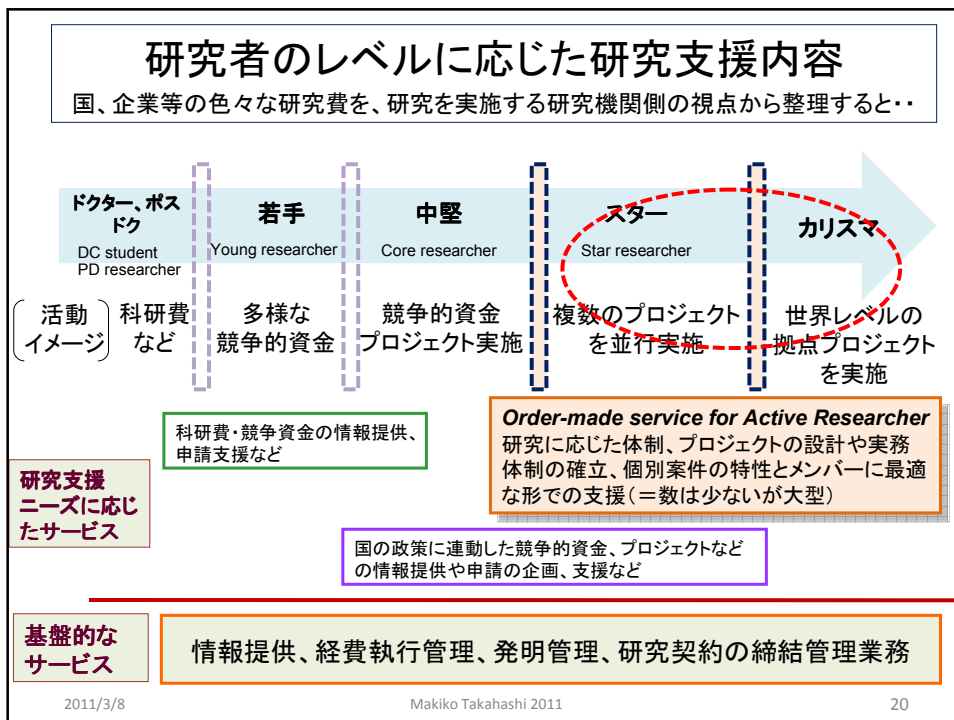 研究者のレベルに応じた研究支援内容
国、企業等の色々な研究費を、研究を実施する研究機関側の視点から整理すると・・
ドクター、ポス
ドク
DC student
PD researcher
若手
Young researcher
中堅
Core researcher
スター
Star researcher
カリスマ
活動
イメージ
科研費
など
多様な
競争的資金
競争的資金
プロジェクト実施
複数のプロジェクト
を並行実施
世界レベルの
拠点プロジェクト
を実施
科研費・競争資金の情報提供、
申請支援など
Order-made service for Active Researcher
研究に応じた体制、プロジェクトの設計や実務
体制の確立、個別案件の特性とメンバーに最適
な形での支援(=数は少ないが大型)
研究支援
ニーズに応じ
たサービス
国の政策に連動した競争的資金、プロジェクトなど
の情報提供や申請の企画、支援など
基盤的な
サービス
情報提供、経費執行管理、発明管理、研究契約の締結管理業務
2011/3/8
Makiko Takahashi 2011
20